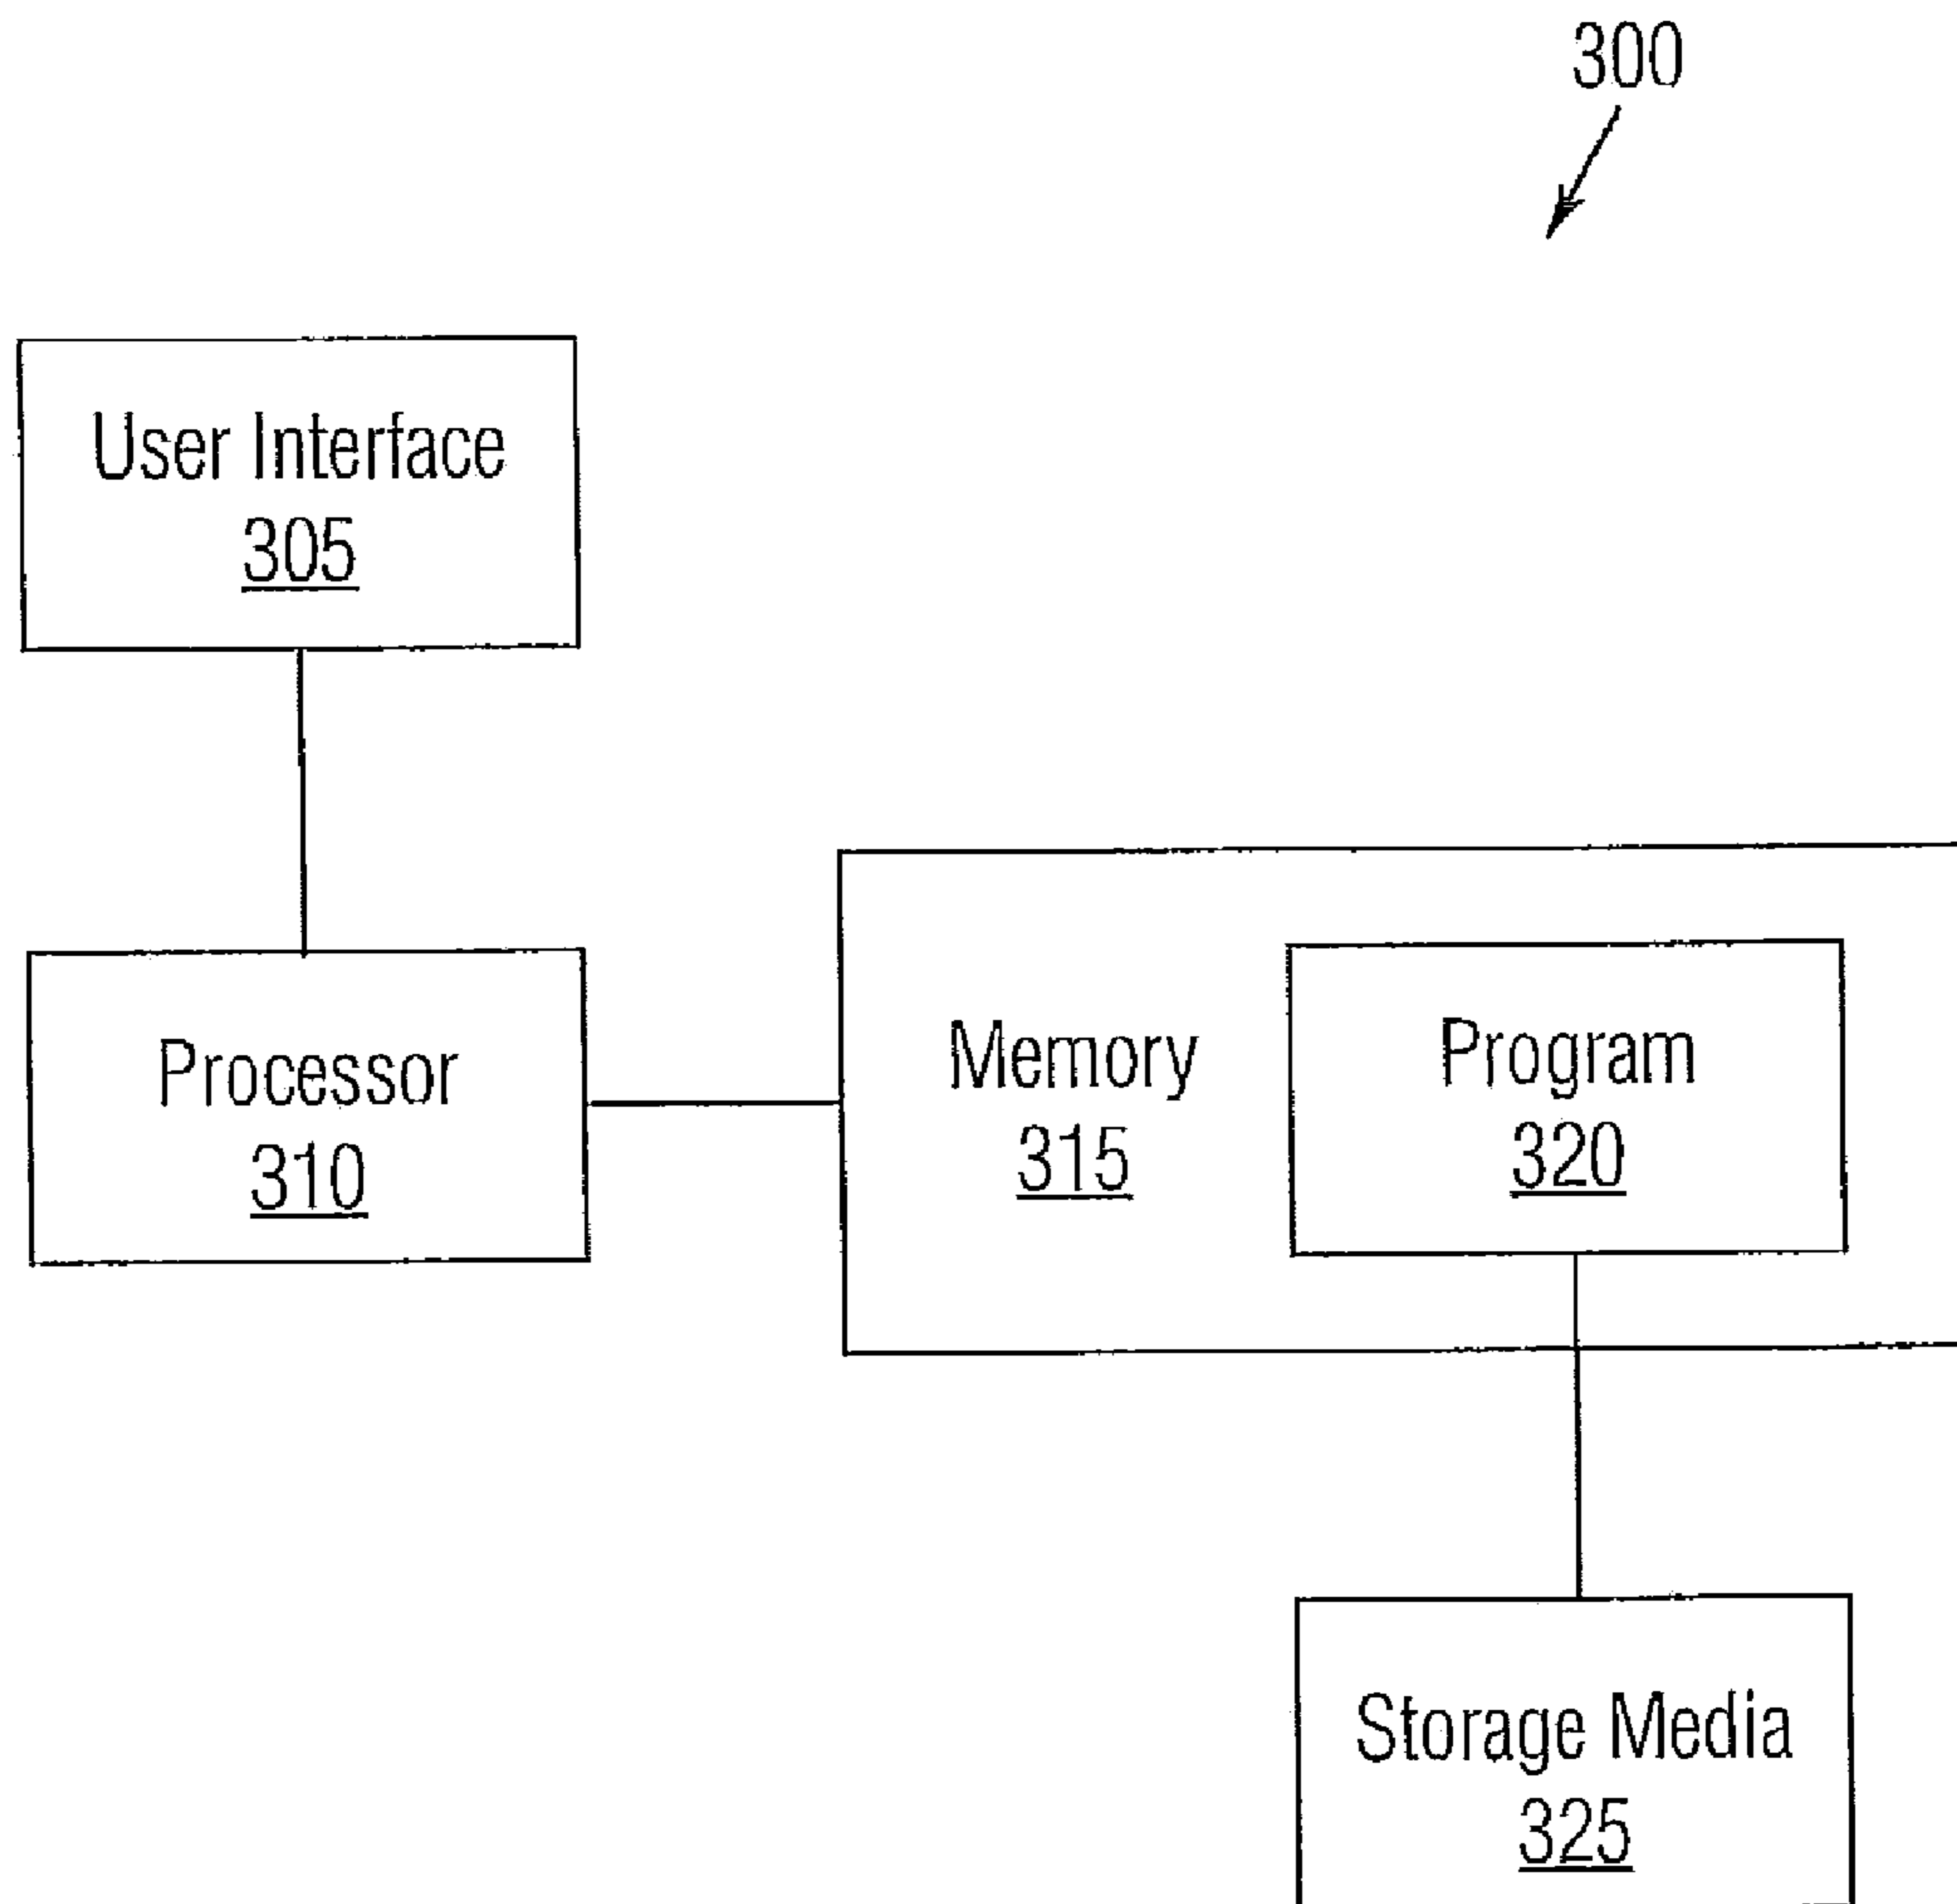 300
User Interface
305
Processor
310
Memory
315
Program
320
Storage Media
325